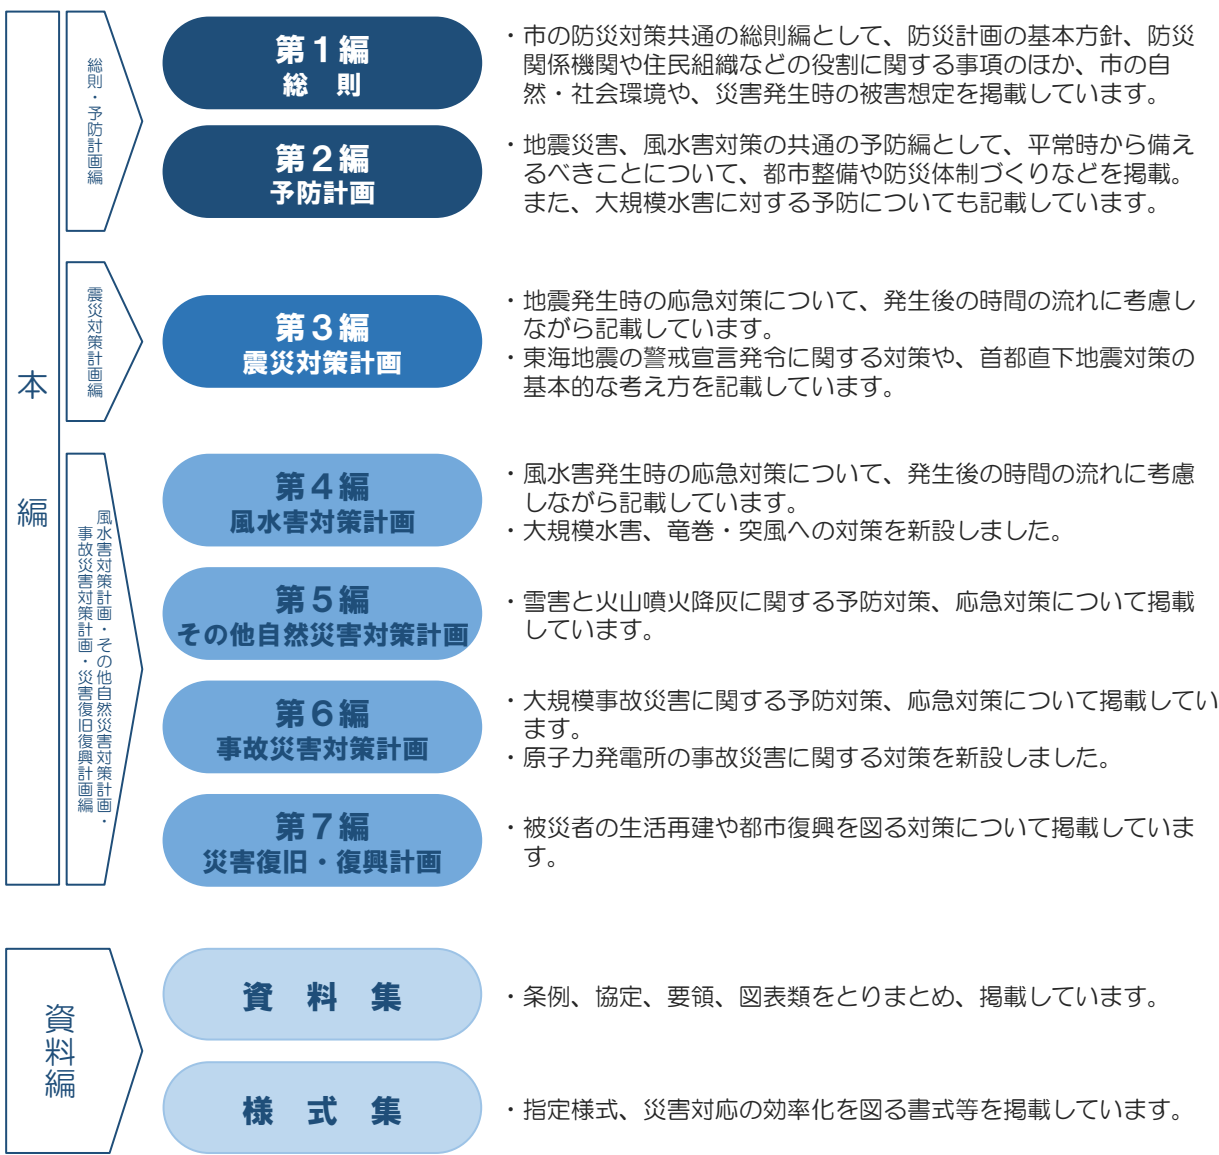 本編
総則・予防計画編
第１編
総　則
・市の防災対策共通の総則編として、防災計画の基本方針、防災
関係機関や住民組織などの役割に関する事項のほか、市の自
然・社会環境や、災害発生時の被害想定を掲載しています。
第２編
予防計画
・地震災害、風水害対策の共通の予防編として、平常時から備え
るべきことについて、都市整備や防災体制づくりなどを掲載。
また、大規模水害に対する予防についても記載しています。
震災対策計画編
第３編
震災対策計画
・地震発生時の応急対策について、発生後の時間の流れに考慮し
ながら記載しています。
・東海地震の警戒宣言発令に関する対策や、首都直下地震対策の
基本的な考え方を記載しています。
風水害対策計画・その他自然災害対策計画・
事故災害対策計画・災害復旧復興計画編
第４編
風水害対策計画
・風水害発生時の応急対策について、発生後の時間の流れに考慮
しながら記載しています。
・大規模水害、竜巻・突風への対策を新設しました。
第５編
その他自然災害対策計画
・雪害と火山噴火降灰に関する予防対策、応急対策について掲載
しています。
第６編
事故災害対策計画
・大規模事故災害に関する予防対策、応急対策について掲載してい
ます。
・原子力発電所の事故災害に関する対策を新設しました。
第７編
災害復旧・復興計画
・被災者の生活再建や都市復興を図る対策について掲載していま
す。
資料編
資　料　集
・条例、協定、要領、図表類をとりまとめ、掲載しています。
様　式　集
・指定様式、災害対応の効率化を図る書式等を掲載しています。